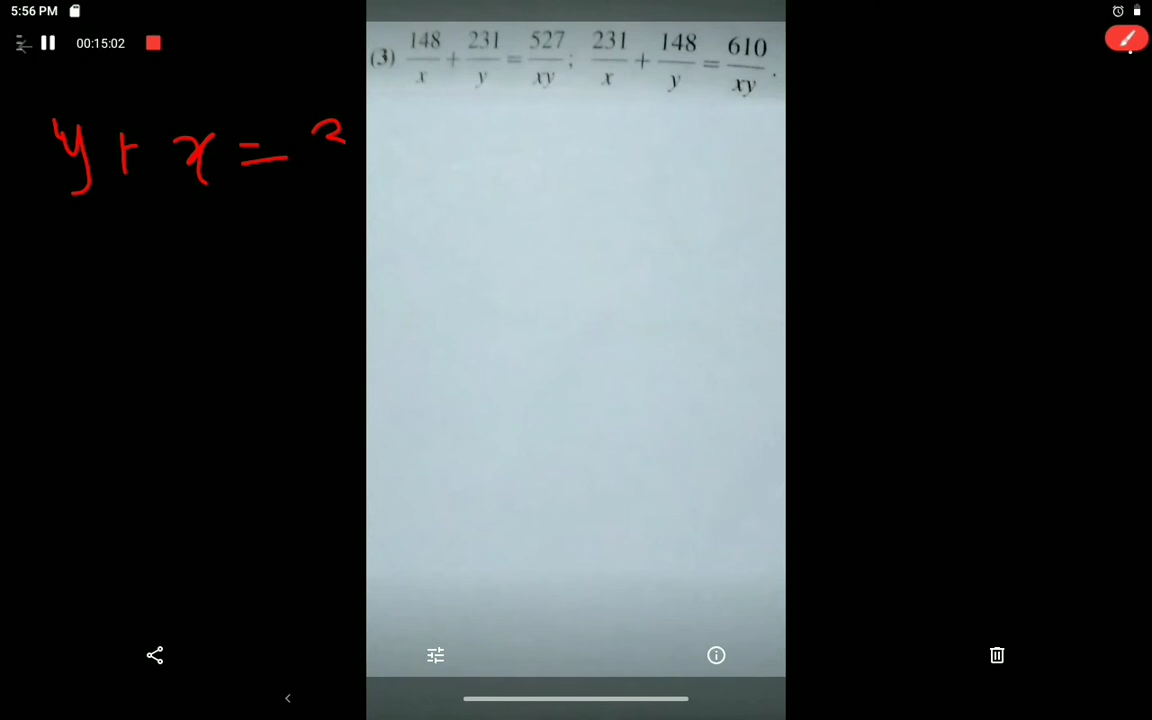 5:56 PM
00:15:02
(3) 148/x + 231/y = 527/xy ; 231/x + 148/y = 610/xy .
y + x = 3